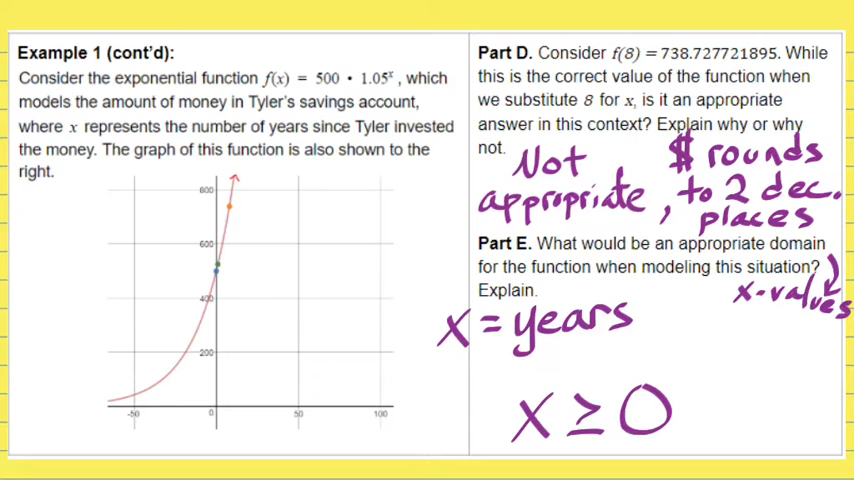 Example 1 (cont'd):
Consider the exponential function f(x) = 500 • 1.05ˣ, which
models the amount of money in Tyler's savings account,
where x represents the number of years since Tyler invested
the money. The graph of this function is also shown to the
right.
600
600
400
200
-50
0
50
100
Part D. Consider f(8) = 738.727721895. While
this is the correct value of the function when
we substitute 8 for x, is it an appropriate
answer in this context? Explain why or why
not.
Not
appropriate,
$ rounds
to 2 dec.
places
Part E. What would be an appropriate domain
for the function when modeling this situation?
Explain.
x-values
x = years
x ≥ 0